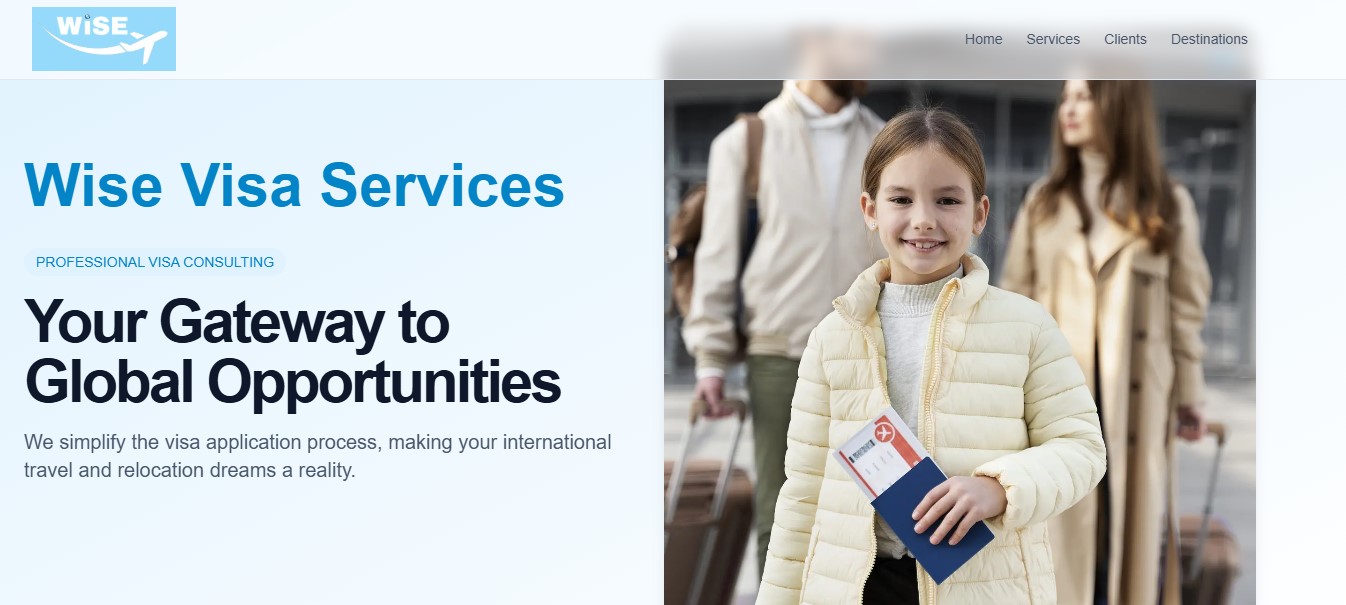 WiSE
Home Services Clients Destinations
Wise Visa Services
PROFESSIONAL VISA CONSULTING
Your Gateway to
Global Opportunities
We simplify the visa application process, making your international
travel and relocation dreams a reality.